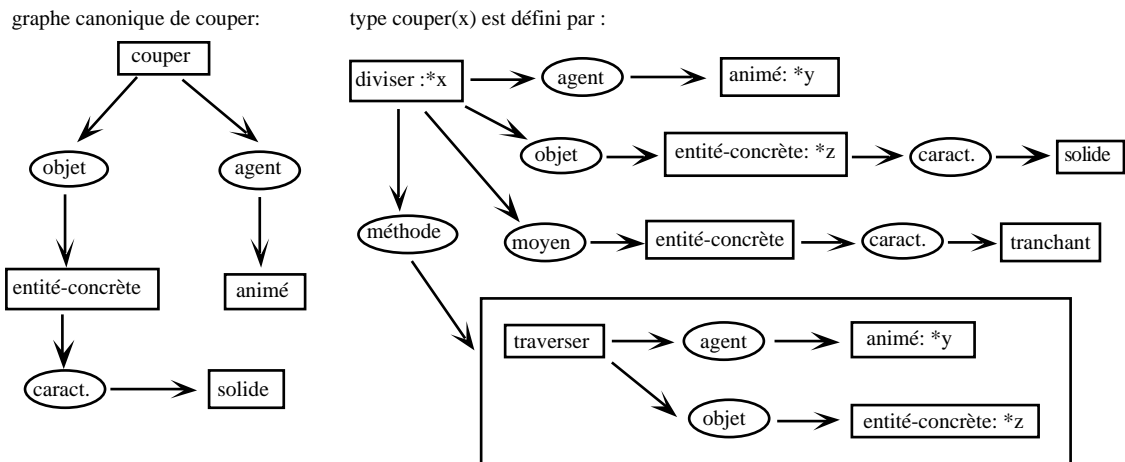 graphe canonique de couper:
couper
objet
agent
entité-concrète
animé
caract.
solide
type couper(x) est défini par :
diviser :*x
agent
animé: *y
objet
entité-concrète: *z
caract.
solide
méthode
moyen
entité-concrète
caract.
tranchant
traverser
agent
animé: *y
objet
entité-concrète: *z